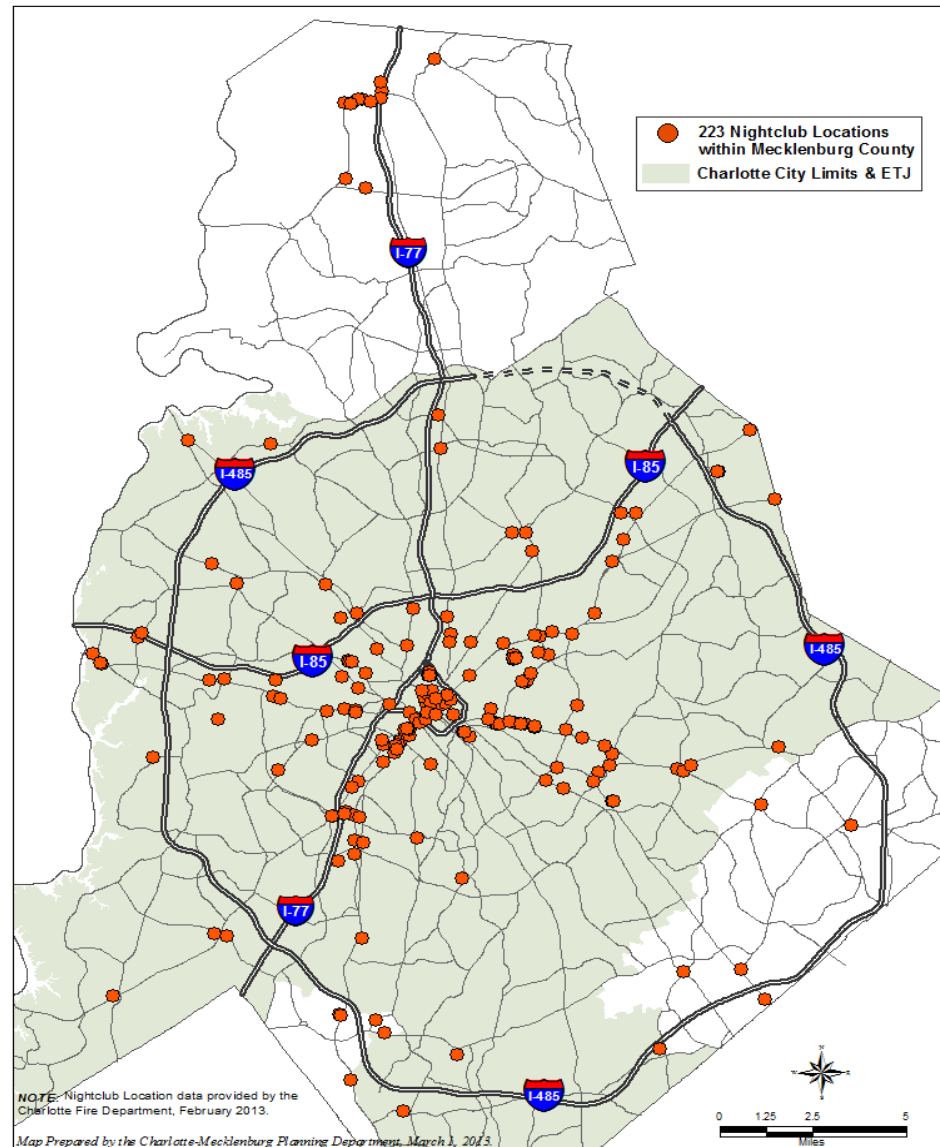 223 Nightclub Locations
within Mecklenburg County
Charlotte City Limits & ETJ
I-77
I-485
I-85
I-485
I-85
I-77
I-485
N
W
E
S
0 1.25 2.5 5
Miles
NOTE: Nightclub Location data provided by the
Charlotte Fire Department, February 2013.
Map Prepared by the Charlotte-Mecklenburg Planning Department, March 1, 2013.